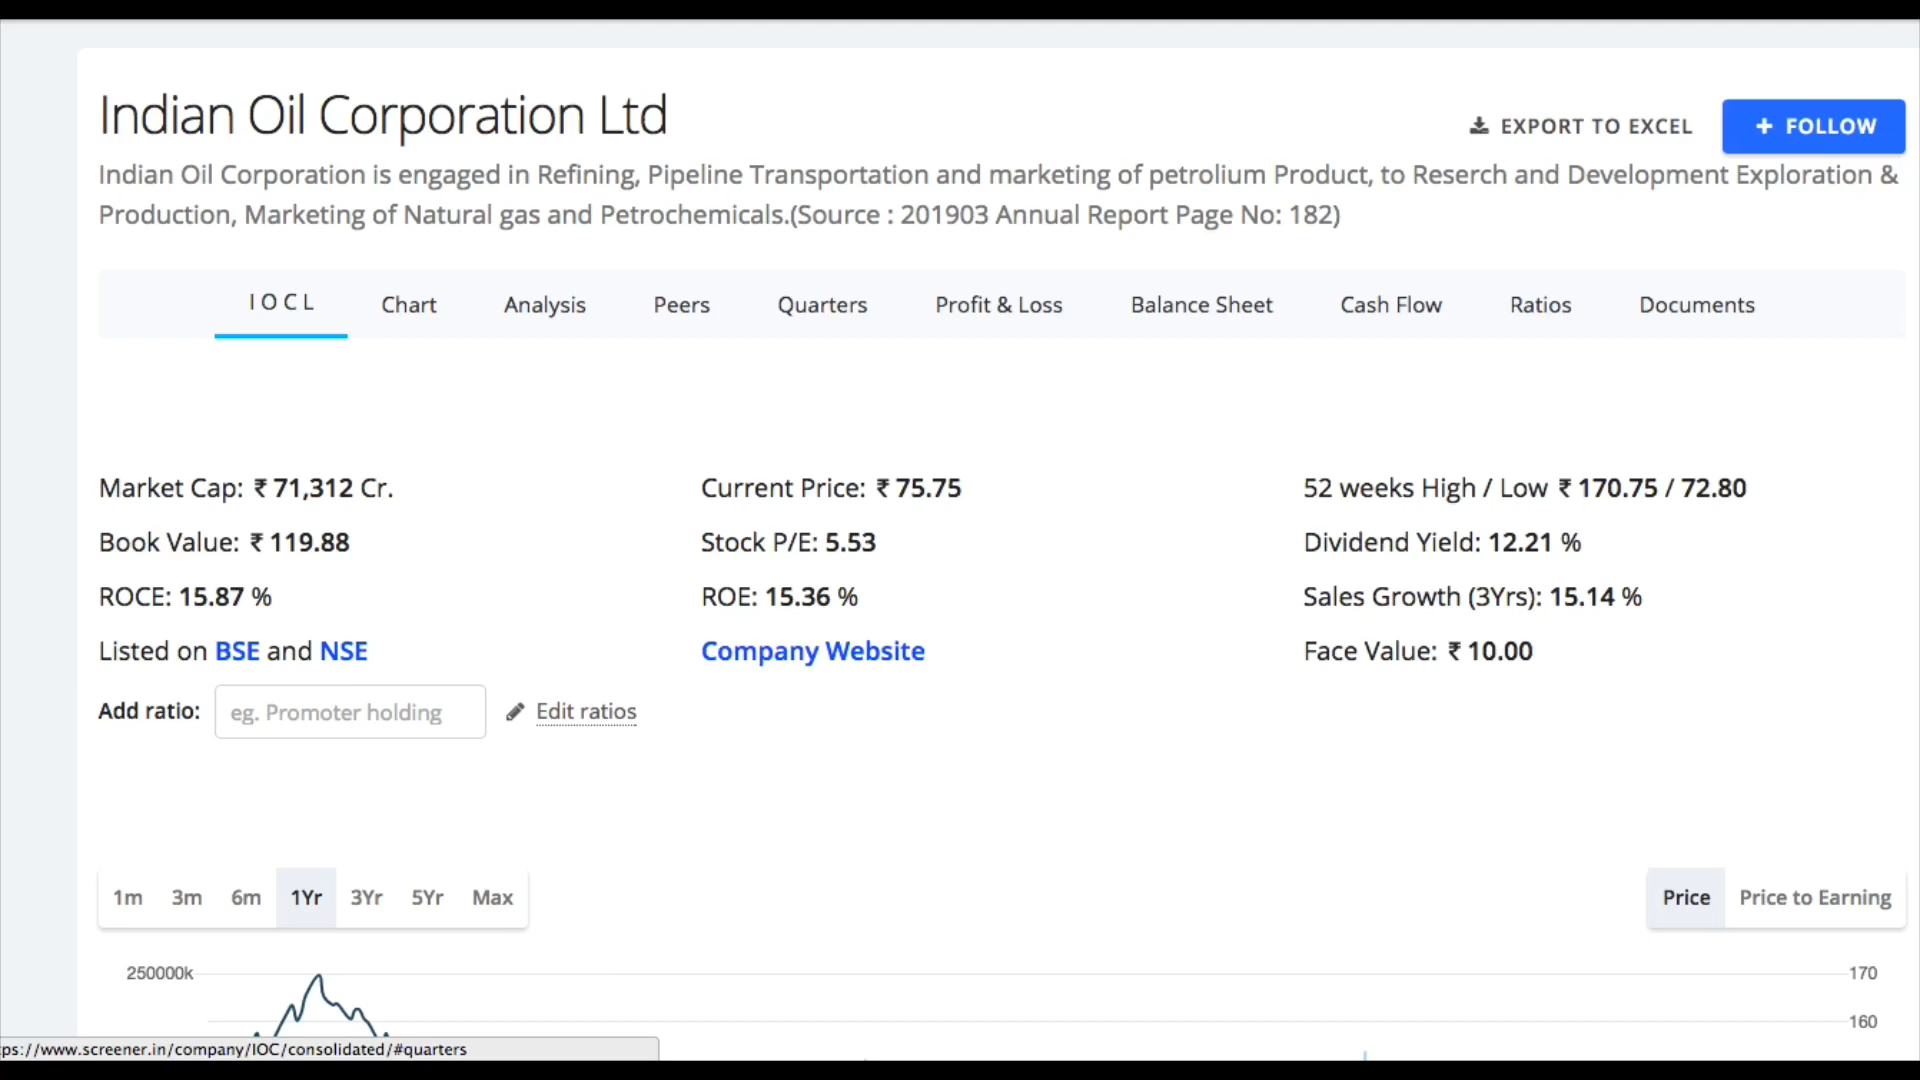 Indian Oil Corporation Ltd
EXPORT TO EXCEL
+ FOLLOW
Indian Oil Corporation is engaged in Refining, Pipeline Transportation and marketing of petrolium Product, to Reserch and Development Exploration &
Production, Marketing of Natural gas and Petrochemicals.(Source : 201903 Annual Report Page No: 182)
I O C L Chart Analysis Peers Quarters Profit & Loss Balance Sheet Cash Flow Ratios Documents
Market Cap: ₹ 71,312 Cr. Current Price: ₹ 75.75 52 weeks High / Low ₹ 170.75 / 72.80
Book Value: ₹ 119.88 Stock P/E: 5.53 Dividend Yield: 12.21 %
ROCE: 15.87 % ROE: 15.36 % Sales Growth (3Yrs): 15.14 %
Listed on BSE and NSE Company Website Face Value: ₹ 10.00
Add ratio: eg. Promoter holding Edit ratios
1m 3m 6m 1Yr 3Yr 5Yr Max Price Price to Earning
250000k 170
160
ps://www.screener.in/company/IOC/consolidated/#quarters